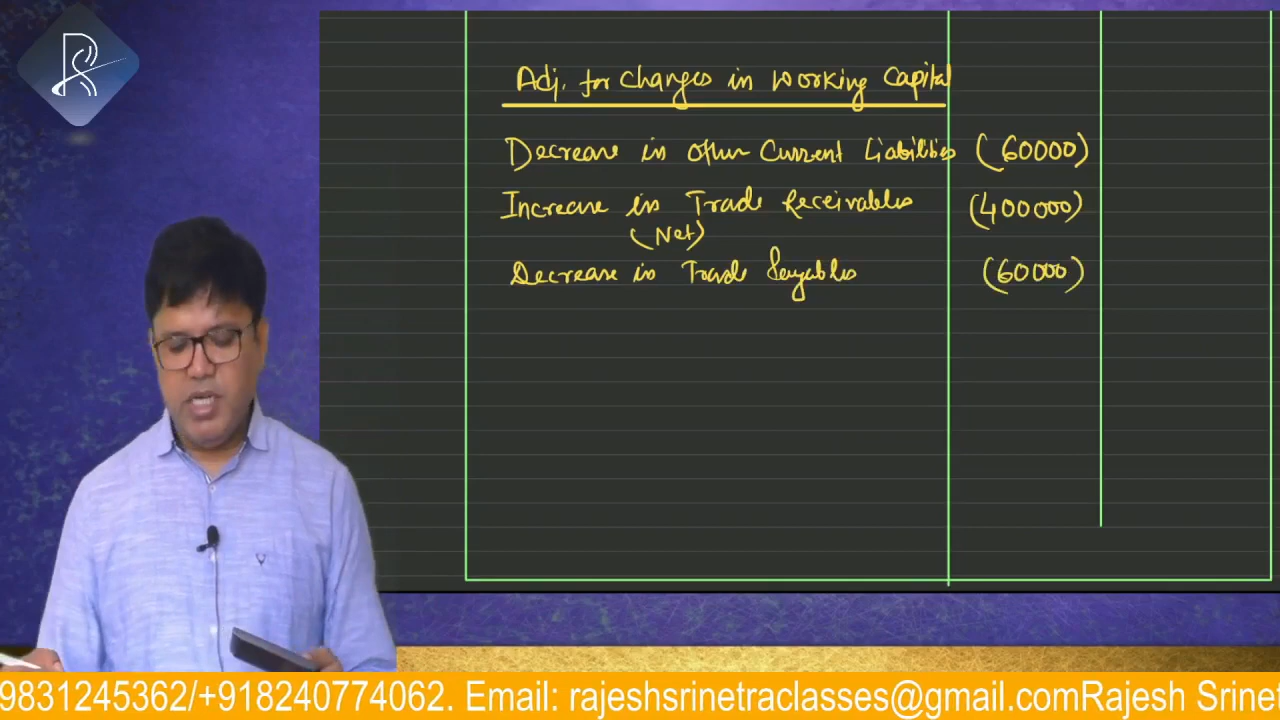 RS
Adj. for Changes in Working Capital
Decrease in other Current Liabilities (60000)
Increase in Trade Receivables (400000)
(Net)
Decrease in Trade Payables (60000)
9831245362/+918240774062. Email: rajeshsrinetraclasses@gmail.comRajesh Srinet